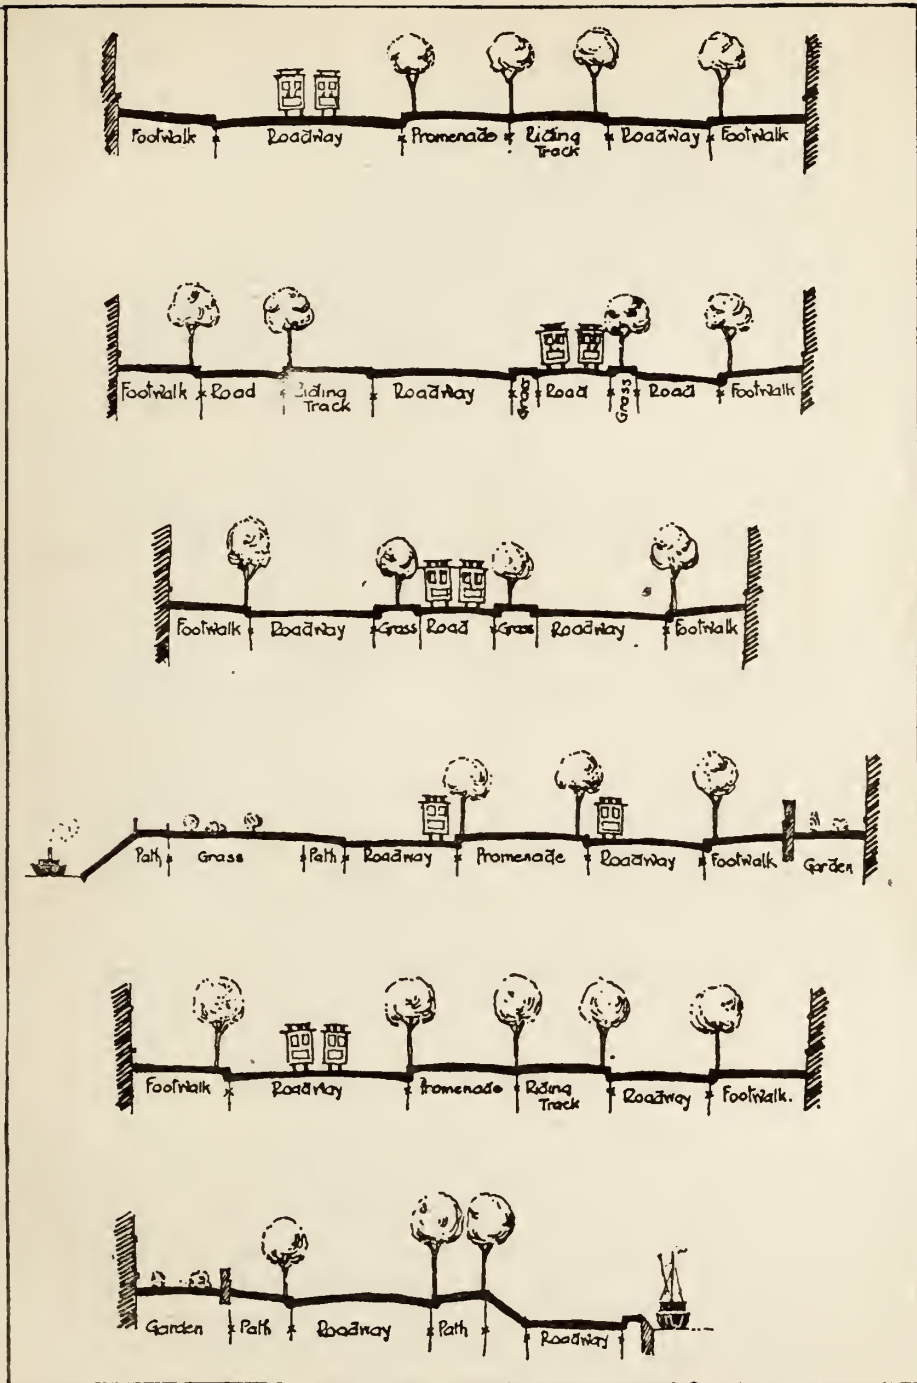 Footwalk Roadway Promenade Riding Track Roadway Footwalk
Footwalk Road Riding Track Roadway Grass Road Grass Road Footwalk
Footwalk Roadway Grass Road Grass Roadway Footwalk
Path Grass Path Roadway Promenade Roadway Footwalk Garden
Footwalk Roadway Promenade Riding Track Roadway Footwalk.
Garden Path Roadway Path Roadway